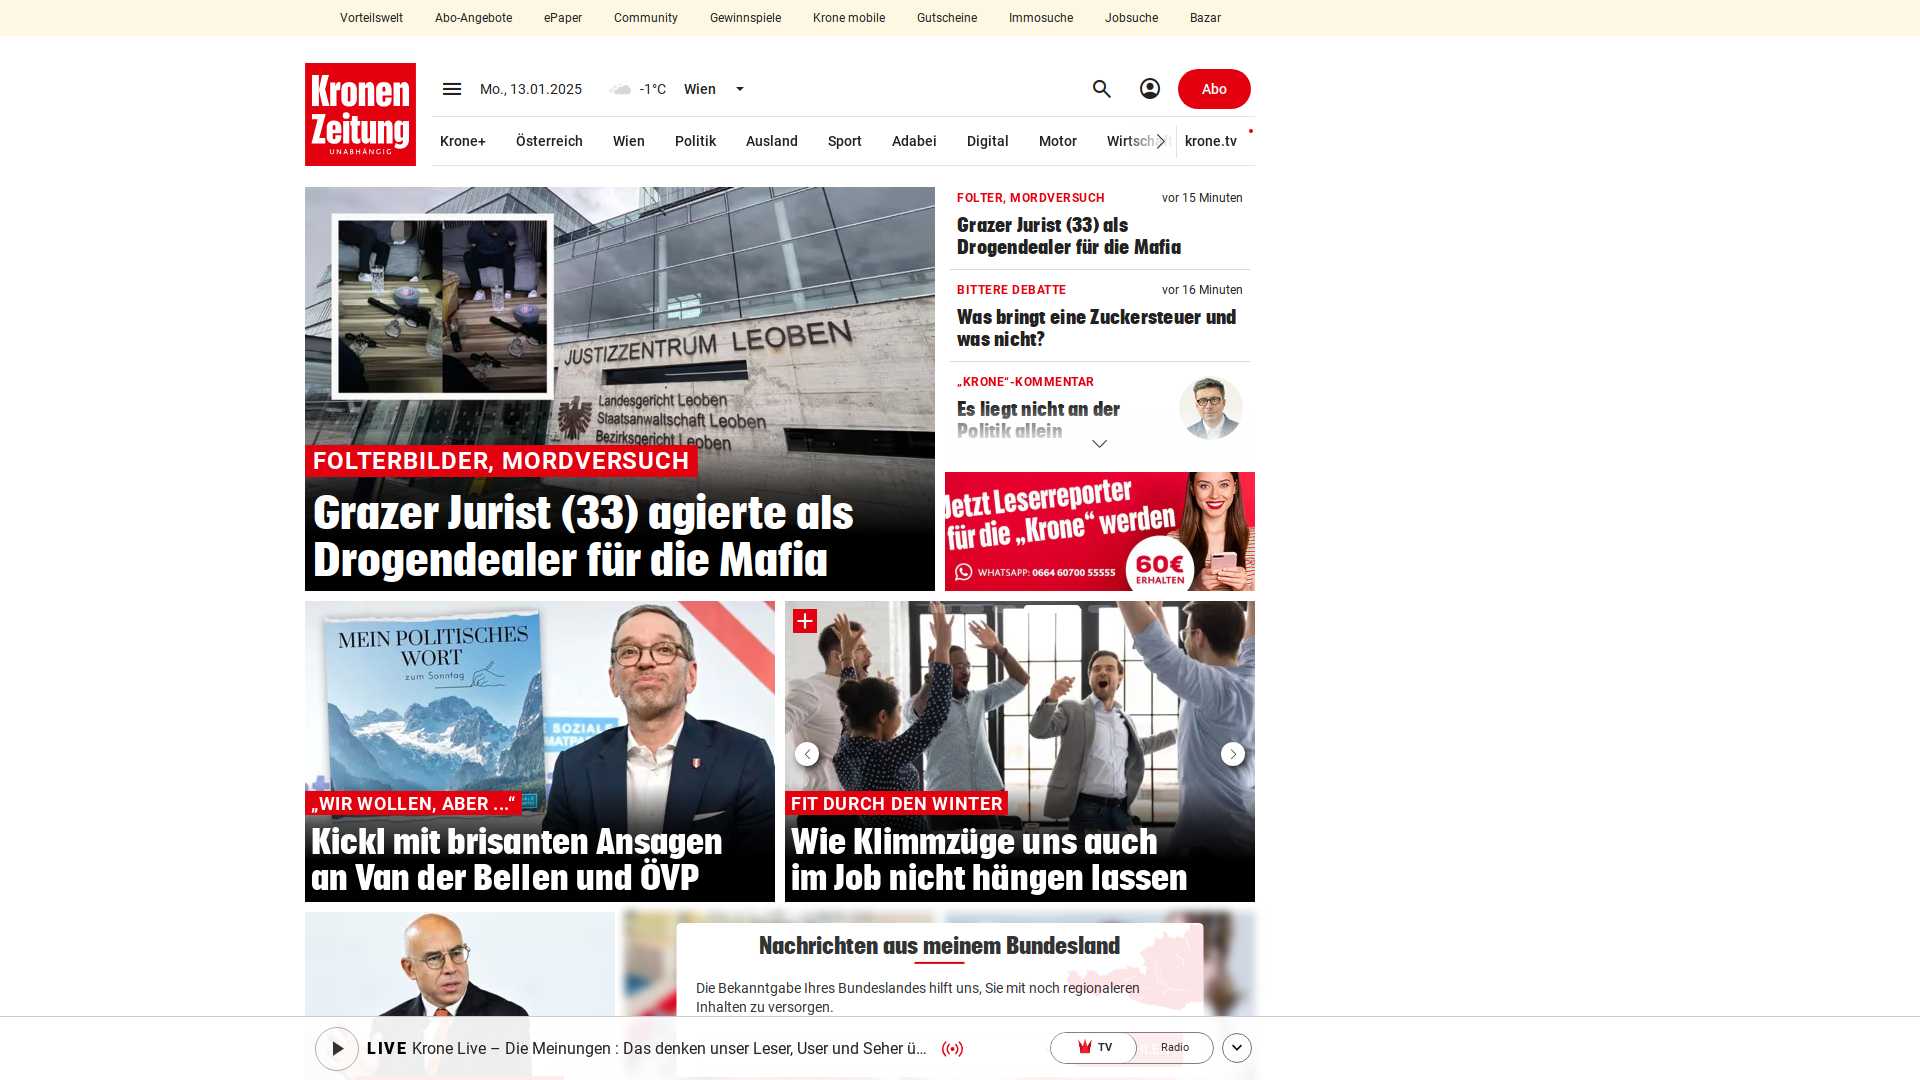 Vorteilswelt Abo-Angebote ePaper Community Gewinnspiele Krone mobile Gutscheine Immosuche Jobsuche Bazar
Kronen
Zeitung
UNABHÄNGIG
Mo., 13.01.2025 -1°C Wien
Abo
Krone+ Österreich Wien Politik Ausland Sport Adabei Digital Motor Wirtschaft krone.tv
JUSTIZZENTRUM LEOBEN
Landesgericht Leoben
Staatsanwaltschaft Leoben
Bezirksgericht Leoben
FOLTERBILDER, MORDVERSUCH
Grazer Jurist (33) agierte als
Drogendealer für die Mafia
FOLTER, MORDVERSUCH vor 15 Minuten
Grazer Jurist (33) als
Drogendealer für die Mafia
BITTERE DEBATTE vor 16 Minuten
Was bringt eine Zuckersteuer und
was nicht?
„KRONE“-KOMMENTAR
Es liegt nicht an der
Politik allein
Jetzt Leserreporter
für die „Krone“ werden
WHATSAPP: 0664 60700 55555
60€
ERHALTEN
MEIN POLITISCHES
WORT
zum Sonntag
SOZIALE
„WIR WOLLEN, ABER ...“
Kickl mit brisanten Ansagen
an Van der Bellen und ÖVP
FIT DURCH DEN WINTER
Wie Klimmzüge uns auch
im Job nicht hängen lassen
Nachrichten aus meinem Bundesland
Die Bekanntgabe Ihres Bundeslandes hilft uns, Sie mit noch regionaleren
Inhalten zu versorgen.
LIVE Krone Live – Die Meinungen : Das denken unser Leser, User und Seher ü...
TV Radio